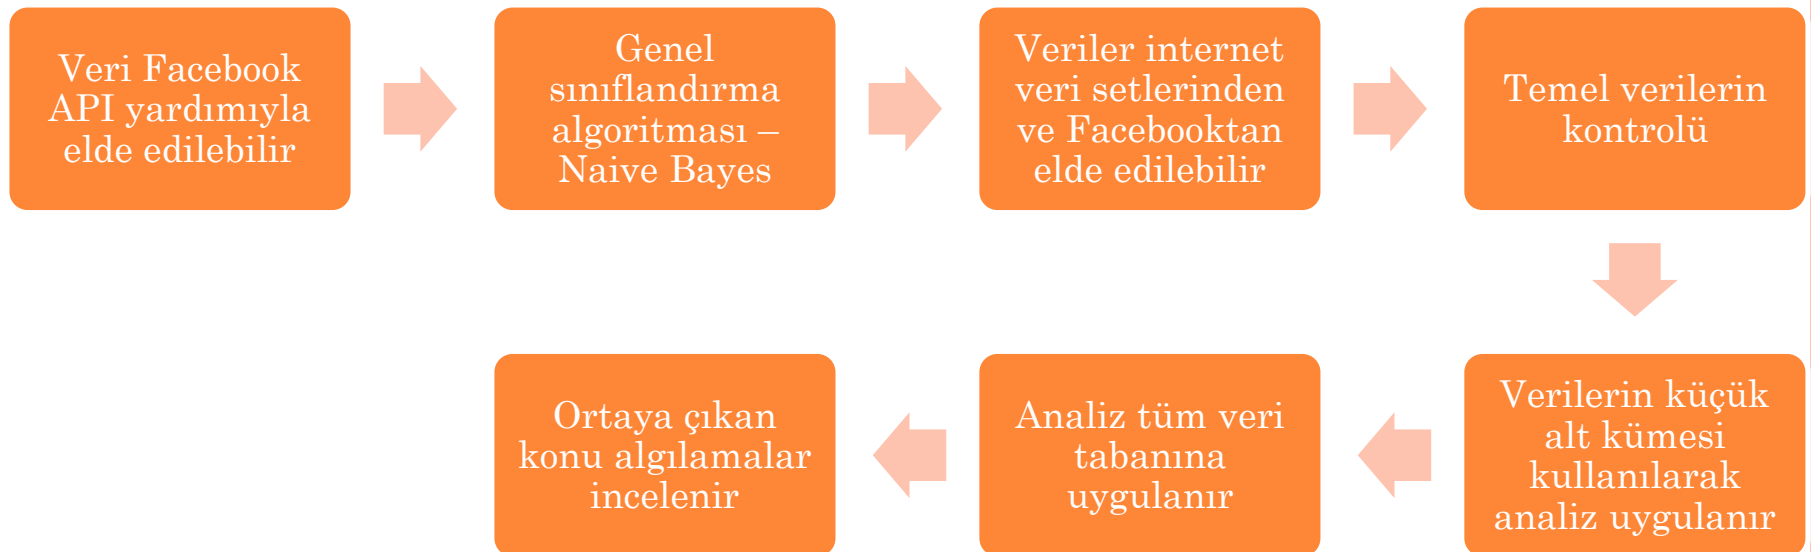 Veri Facebook
API yardımıyla
elde edilebilir
Genel
sınıflandırma
algoritması –
Naive Bayes
Veriler internet
veri setlerinden
ve Facebooktan
elde edilebilir
Temel verilerin
kontrolü
Verilerin küçük
alt kümesi
kullanılarak
analiz uygulanır
Analiz tüm veri
tabanına
uygulanır
Ortaya çıkan
konu algılamalar
incelenir